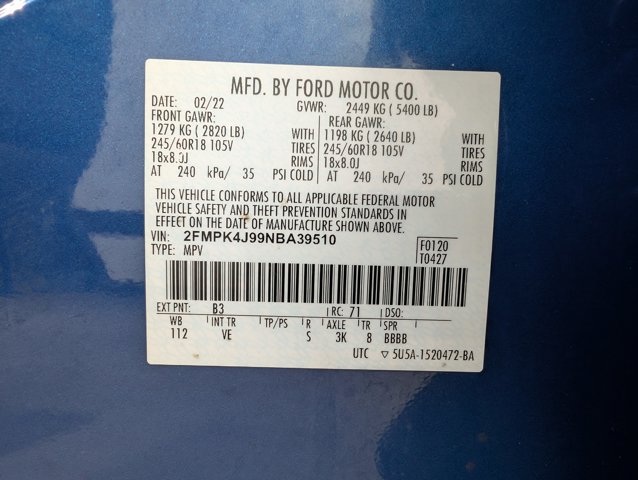 MFD. BY FORD MOTOR CO.
DATE: 02/22 GVWR: 2449 KG ( 5400 LB)
FRONT GAWR: REAR GAWR:
1279 KG ( 2820 LB) WITH 1198 KG ( 2640 LB) WITH
245/60R18 105V TIRES 245/60R18 105V TIRES
18x8.0J RIMS 18x8.0J RIMS
AT 240 kPa/ 35 PSI COLD AT 240 kPa/ 35 PSI COLD
THIS VEHICLE CONFORMS TO ALL APPLICABLE FEDERAL MOTOR
VEHICLE SAFETY AND THEFT PREVENTION STANDARDS IN
EFFECT ON THE DATE OF MANUFACTURE SHOWN ABOVE.
VIN: 2FMPK4J99NBA39510 F0120
TYPE: MPV T0427
EXT PNT: B3 RC: 71 DSO:
WB INT TR TP/PS R AXLE TR SPR
112 VE S 3K 8 BBBB
UTC ▽ 5U5A-1520472-BA